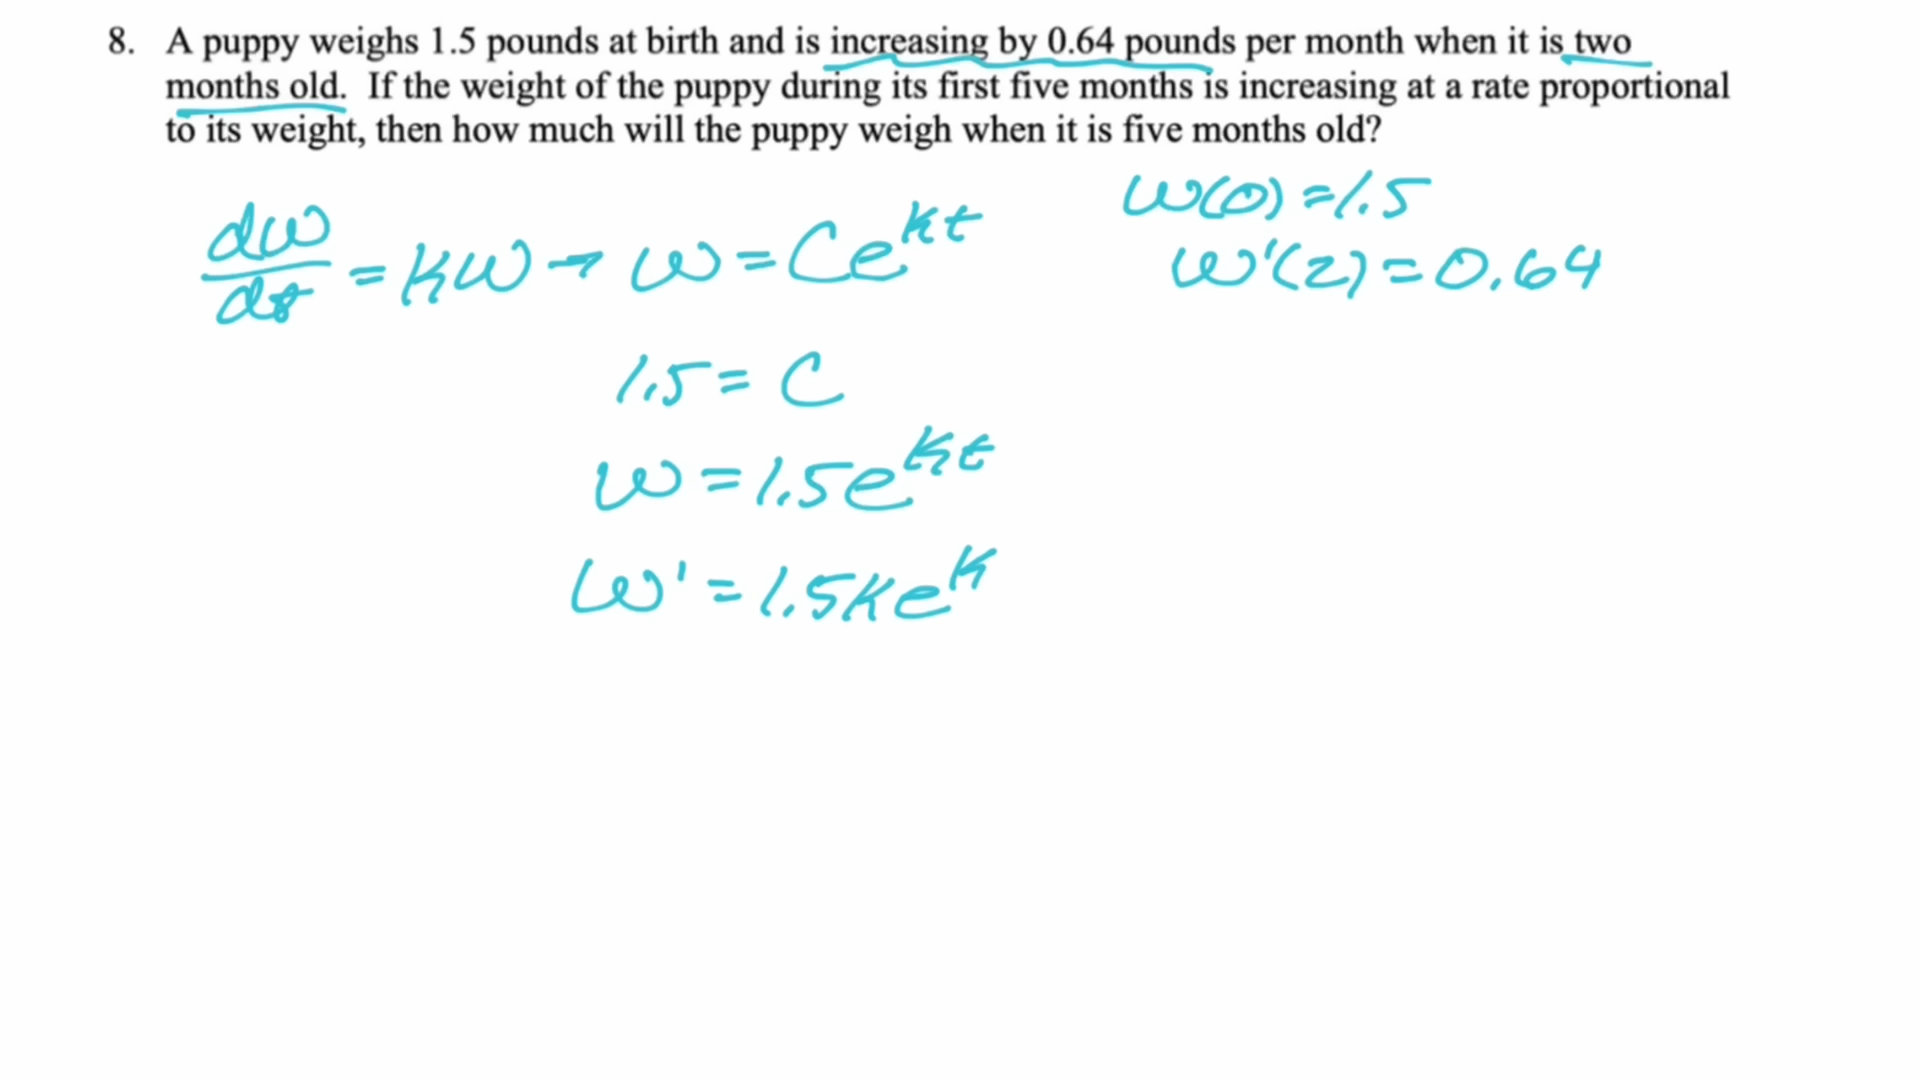 8. A puppy weighs 1.5 pounds at birth and is increasing by 0.64 pounds per month when it is two
months old. If the weight of the puppy during its first five months is increasing at a rate proportional
to its weight, then how much will the puppy weigh when it is five months old?
w(0) = 1.5
dw/dt = kw → w = Ce^kt
w'(2) = 0.64
1.5 = C
w = 1.5e^kt
w' = 1.5ke^k